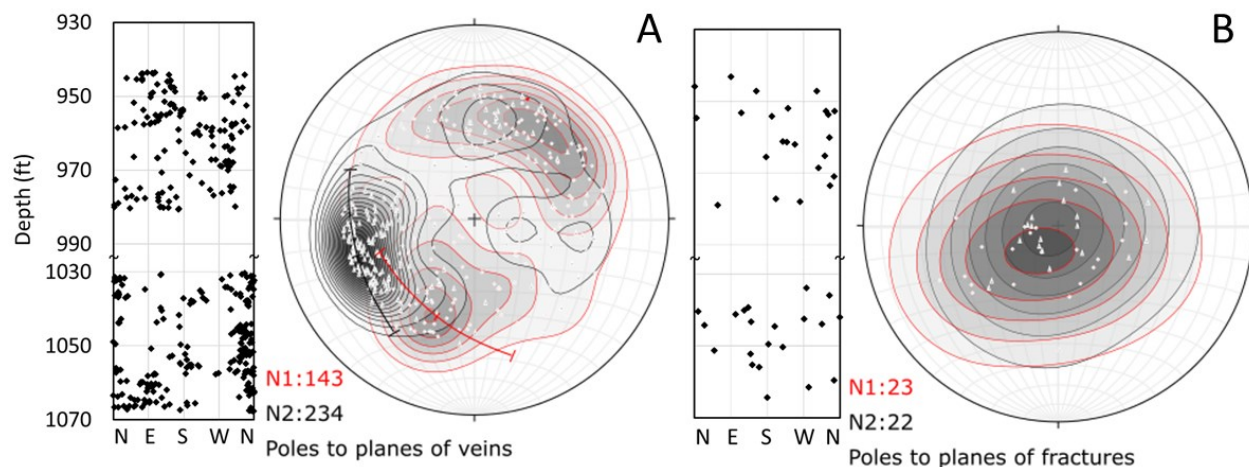 A
B
930
950
970
990
1030
1050
1070
Depth (ft)
~ ~
~ ~
N E S W N
N E S W N
N1:143
N2:234
Poles to planes of veins
N1:23
N2:22
Poles to planes of fractures